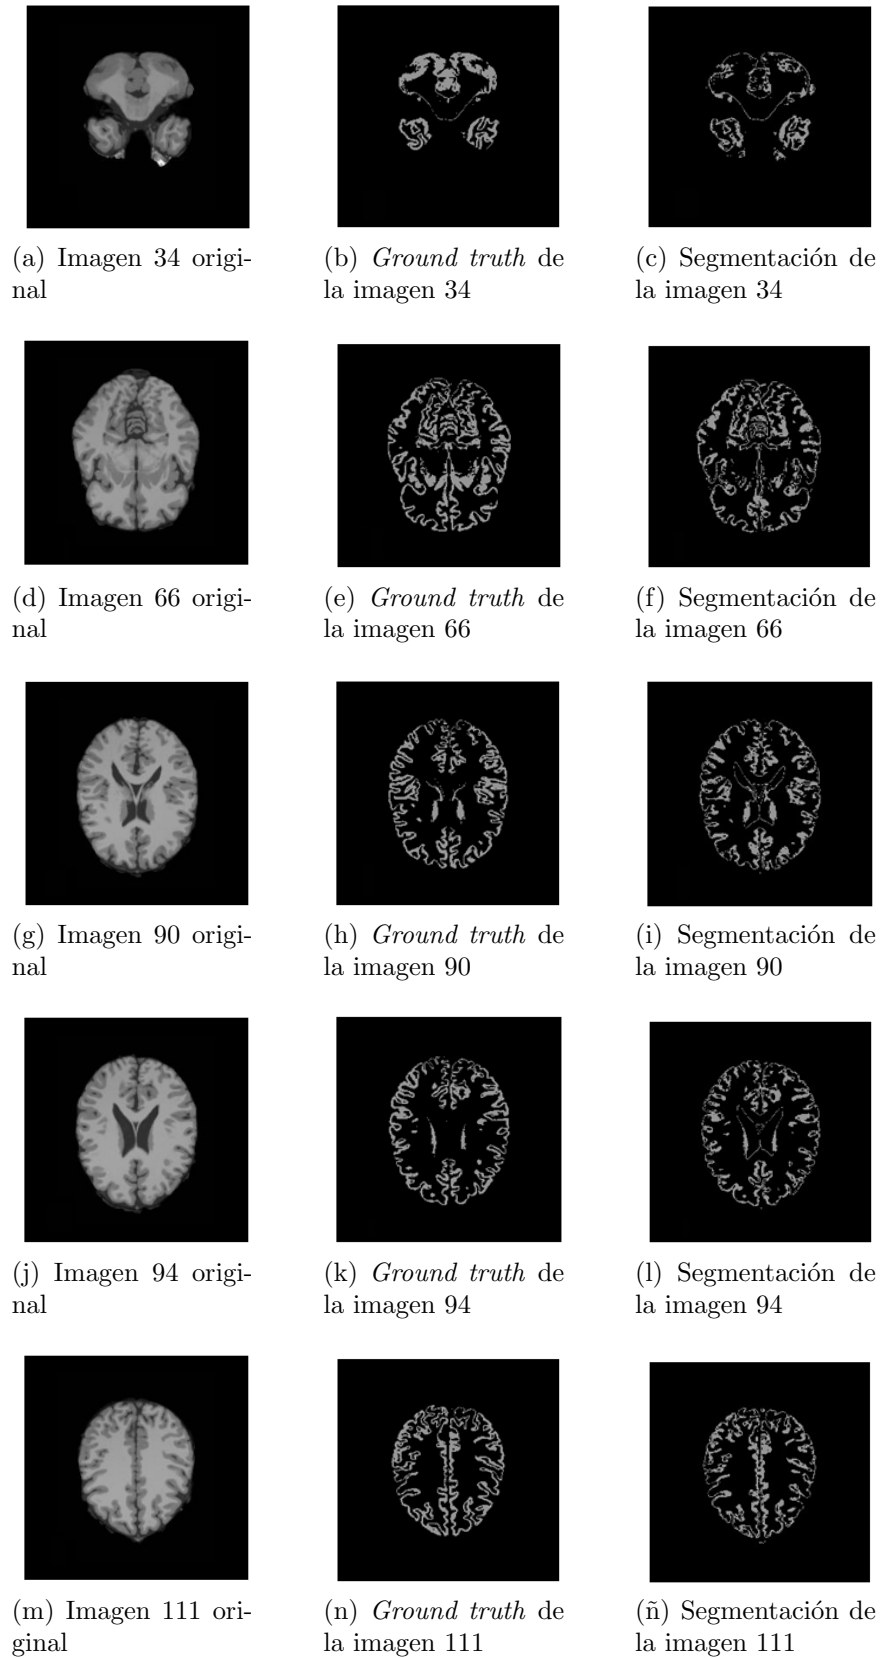 (a) Imagen 34 origi-
nal
(b) Ground truth de
la imagen 34
(c) Segmentación de
la imagen 34
(d) Imagen 66 origi-
nal
(e) Ground truth de
la imagen 66
(f) Segmentación de
la imagen 66
(g) Imagen 90 origi-
nal
(h) Ground truth de
la imagen 90
(i) Segmentación de
la imagen 90
(j) Imagen 94 origi-
nal
(k) Ground truth de
la imagen 94
(l) Segmentación de
la imagen 94
(m) Imagen 111 ori-
ginal
(n) Ground truth de
la imagen 111
(ñ) Segmentación de
la imagen 111